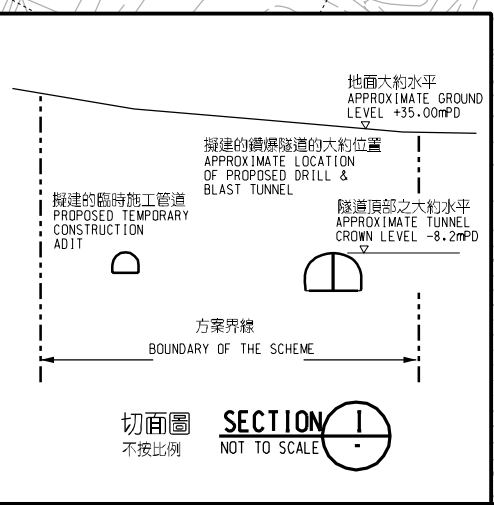 地面大約水平
APPROXIMATE GROUND
LEVEL +35.00mPD
擬建的鑽爆隧道的大約位置
APPROXIMATE LOCATION
OF PROPOSED DRILL &
BLAST TUNNEL
擬建的臨時施工管道
PROPOSED TEMPORARY
CONSTRUCTION
ADIT
隧道頂部之大約水平
APPROXIMATE TUNNEL
CROWN LEVEL -8.2mPD
方案界線
BOUNDARY OF THE SCHEME
切面圖 SECTION I
不按比例 NOT TO SCALE -